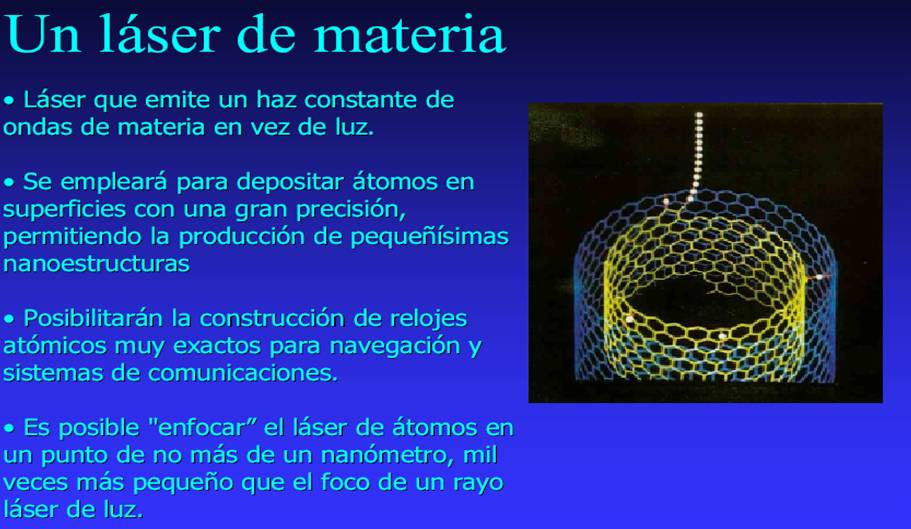 Un láser de materia
• Láser que emite un haz constante de
ondas de materia en vez de luz.
• Se empleará para depositar átomos en
superficies con una gran precisión,
permitiendo la producción de pequeñísimas
nanoestructuras
• Posibilitarán la construcción de relojes
atómicos muy exactos para navegación y
sistemas de comunicaciones.
• Es posible "enfocar” el láser de átomos en
un punto de no más de un nanómetro, mil
veces más pequeño que el foco de un rayo
láser de luz.